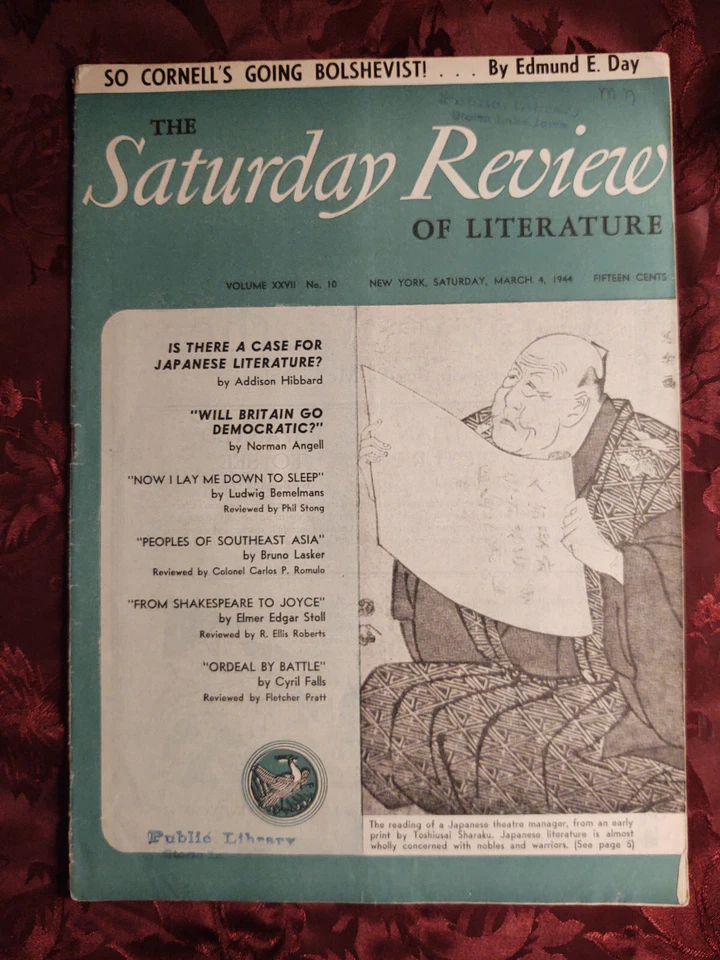 SO CORNELL'S GOING BOLSHEVIST! . . . By Edmund E. Day
Public Library
Storm Lake Iowa
THE
Saturday Review
OF LITERATURE
VOLUME XXVII No. 10 NEW YORK, SATURDAY, MARCH 4, 1944 FIFTEEN CENTS
IS THERE A CASE FOR
JAPANESE LITERATURE?
by Addison Hibbard
"WILL BRITAIN GO
DEMOCRATIC?"
by Norman Angell
"NOW I LAY ME DOWN TO SLEEP"
by Ludwig Bemelmans
Reviewed by Phil Stong
"PEOPLES OF SOUTHEAST ASIA"
by Bruno Lasker
Reviewed by Colonel Carlos P. Romulo
"FROM SHAKESPEARE TO JOYCE"
by Elmer Edgar Stoll
Reviewed by R. Ellis Roberts
"ORDEAL BY BATTLE"
by Cyril Falls
Reviewed by Fletcher Pratt
The reading of a Japanese theatre manager, from an early
print by Toshiusai Sharaku. Japanese literature is almost
wholly concerned with nobles and warriors. (See page 5)
Public Library